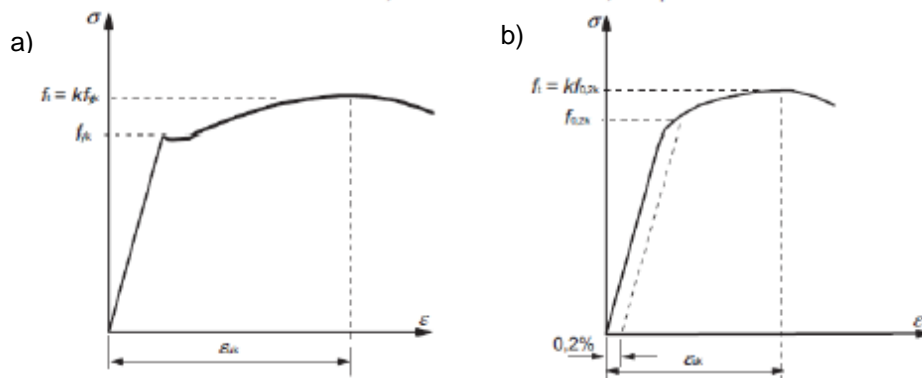 a)
σ
fₜ = kfyk
fyk
ε
εuk
b)
σ
fₜ = kf0,2k
f0,2k
ε
0,2%
εuk